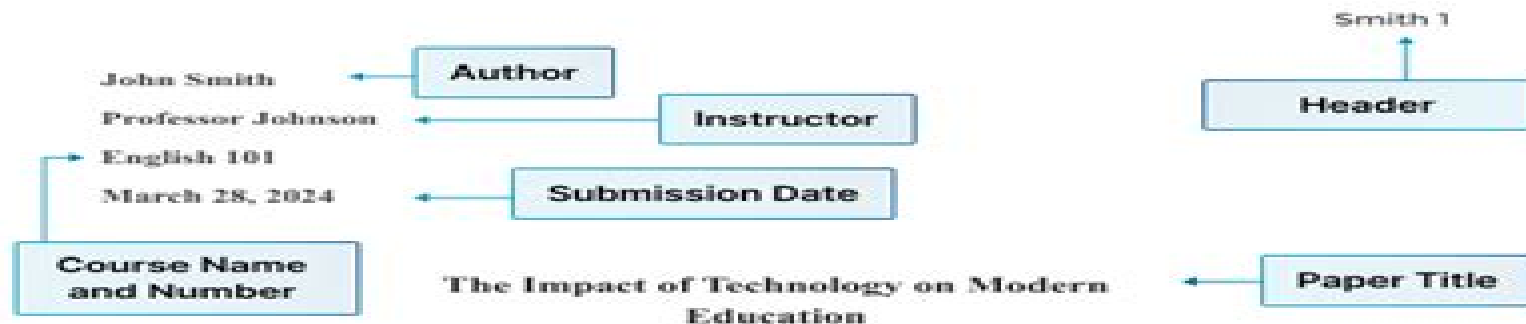 Smith 1
John Smith
Author
Header
Professor Johnson
Instructor
English 101
March 28, 2024
Submission Date
Course Name
and Number
The Impact of Technology on Modern
Education
Paper Title